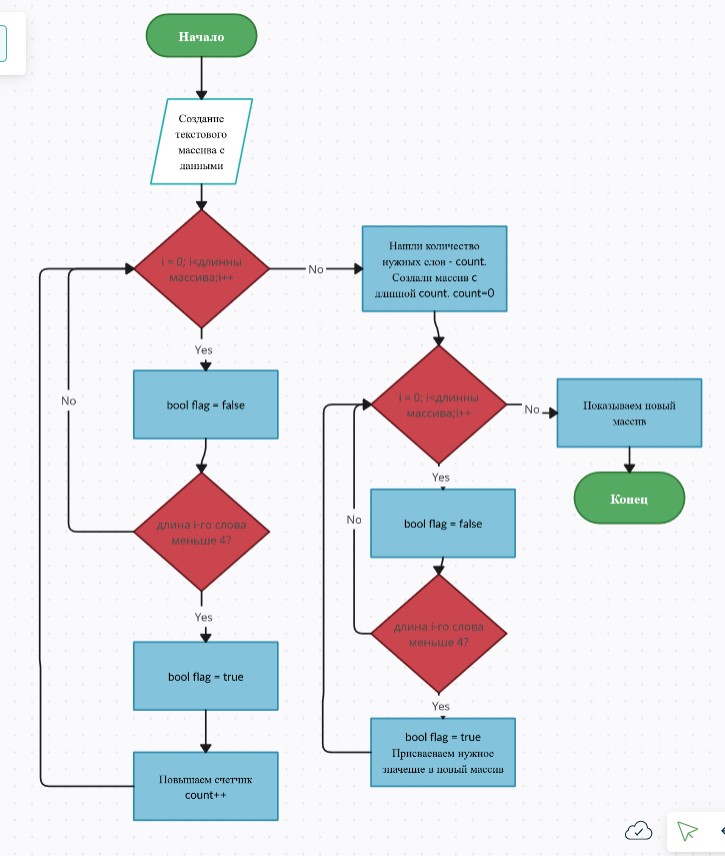 Начало
Создание
текстового
массива с
данными
i = 0; i<длинны
массива;i++
No
Нашли количество
нужных слов - count.
Создали массив с
длинной count. count=0
Yes
bool flag = false
No
длина i-го слова
меньше 4?
Yes
bool flag = true
Повышаем счетчик
count++
i = 0; i<длинны
массива;i++
No
Показываем новый
массив
Конец
Yes
bool flag = false
No
длина i-го слова
меньше 4?
Yes
bool flag = true
Присваеваем нужное
значение в новый массив